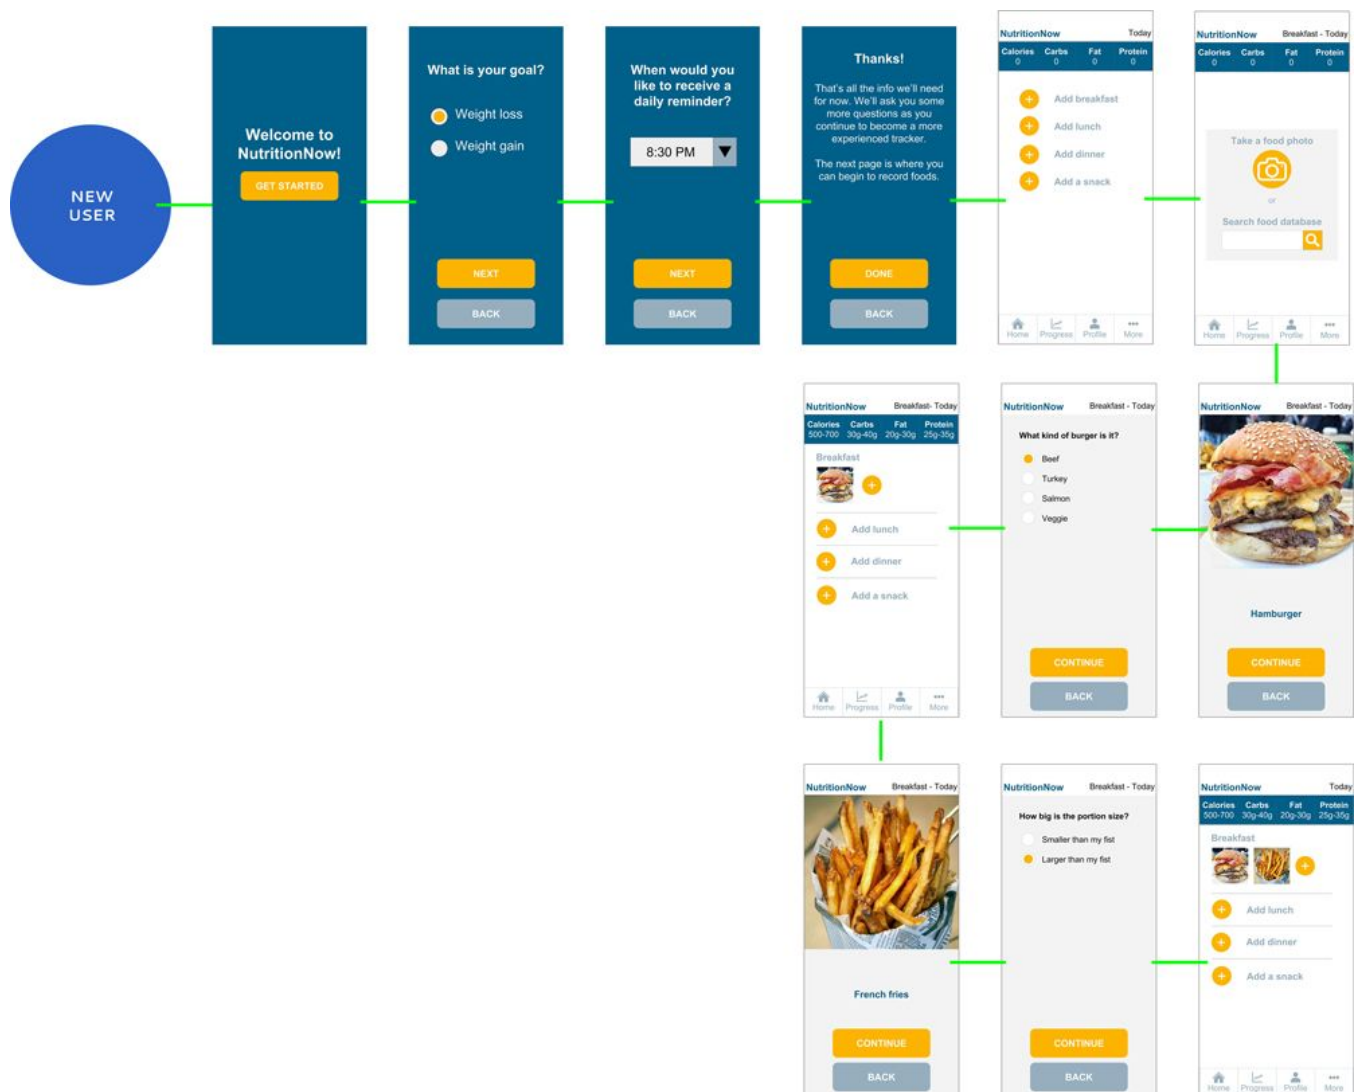 NEW
USER
Welcome to
NutritionNow!
GET STARTED
What is your goal?
Weight loss
Weight gain
NEXT
BACK
When would you
like to receive a
daily reminder?
8:30 PM
NEXT
BACK
Thanks!
That's all the info we'll need
for now. We'll ask you some
more questions as you
continue to become a more
experienced tracker.
The next page is where you
can begin to record foods.
DONE
BACK
NutritionNow Today
Calories Carbs Fat Protein
0 0 0 0
Add breakfast
Add lunch
Add dinner
Add a snack
Home Progress Profile More
NutritionNow Breakfast - Today
Calories Carbs Fat Protein
0 0 0 0
Take a food photo
or
Search food database
Home Progress Profile More
NutritionNow Breakfast - Today
Hamburger
CONTINUE
BACK
NutritionNow Breakfast - Today
What kind of burger is it?
Beef
Turkey
Salmon
Veggie
CONTINUE
BACK
NutritionNow Breakfast- Today
Calories Carbs Fat Protein
500-700 30g-40g 20g-30g 25g-35g
Breakfast
Add lunch
Add dinner
Add a snack
Home Progress Profile More
NutritionNow Breakfast - Today
French fries
CONTINUE
BACK
NutritionNow Breakfast - Today
How big is the portion size?
Smaller than my fist
Larger than my fist
CONTINUE
BACK
NutritionNow Today
Calories Carbs Fat Protein
500-700 30g-40g 20g-30g 25g-35g
Breakfast
Add lunch
Add dinner
Add a snack
Home Progress Profile More